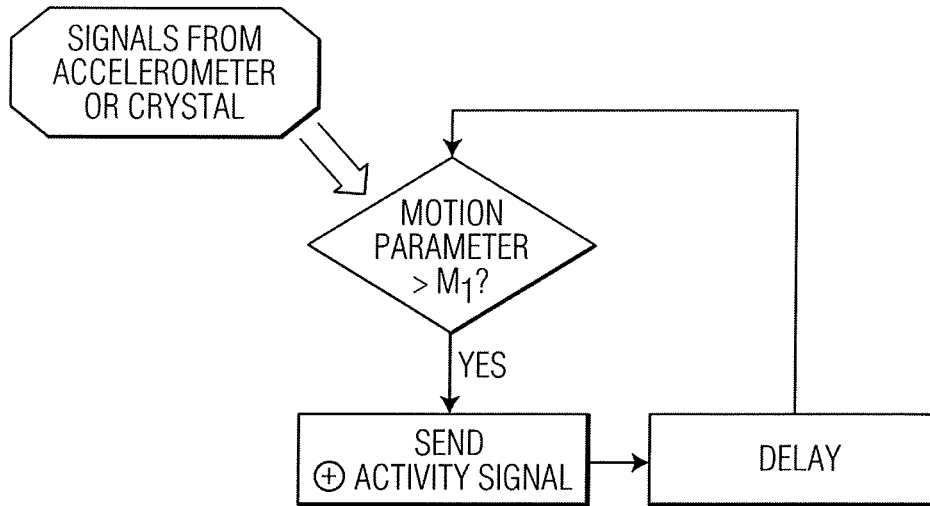 SIGNALS FROM
ACCELEROMETER
OR CRYSTAL
MOTION
PARAMETER
> M1?
YES
SEND
⊕ ACTIVITY SIGNAL
DELAY